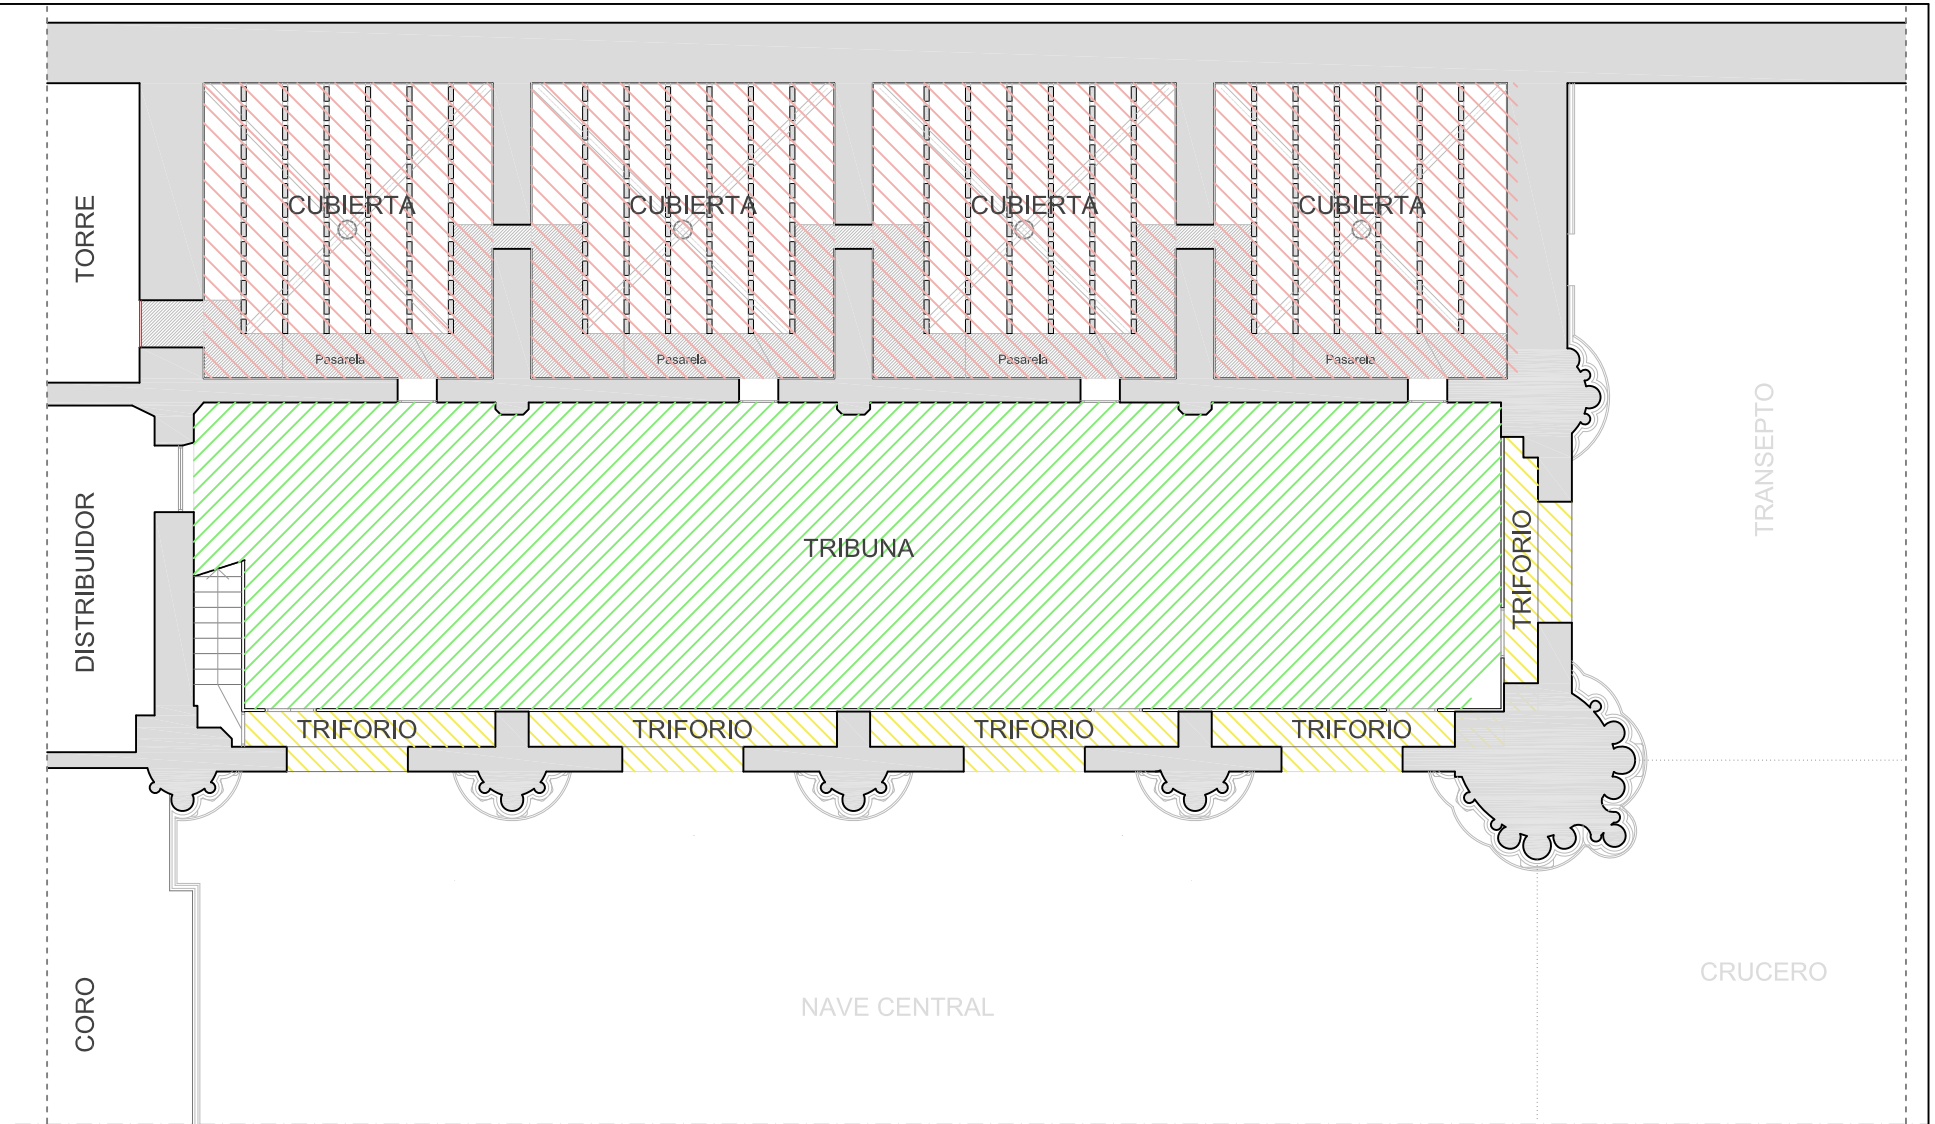 TORRE
CUBIERTA
CUBIERTA
CUBIERTA
CUBIERTA
Pasarela
Pasarela
Pasarela
Pasarela
TRANSEPTO
DISTRIBUIDOR
TRIBUNA
TRIFORIO
TRIFORIO
TRIFORIO
TRIFORIO
TRIFORIO
CORO
NAVE CENTRAL
CRUCERO